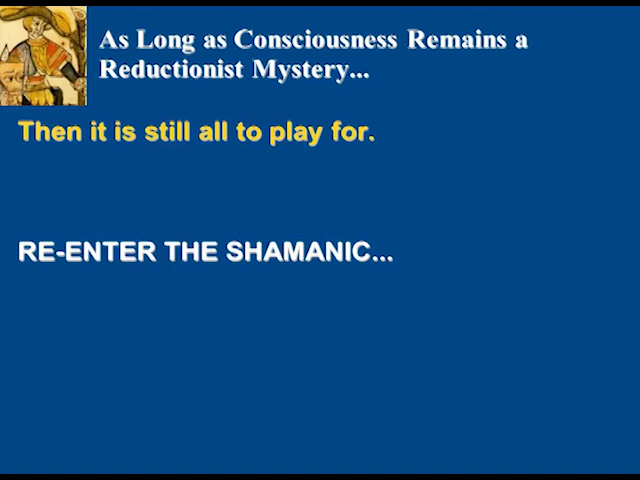 As Long as Consciousness Remains a
Reductionist Mystery...
Then it is still all to play for.
RE-ENTER THE SHAMANIC...